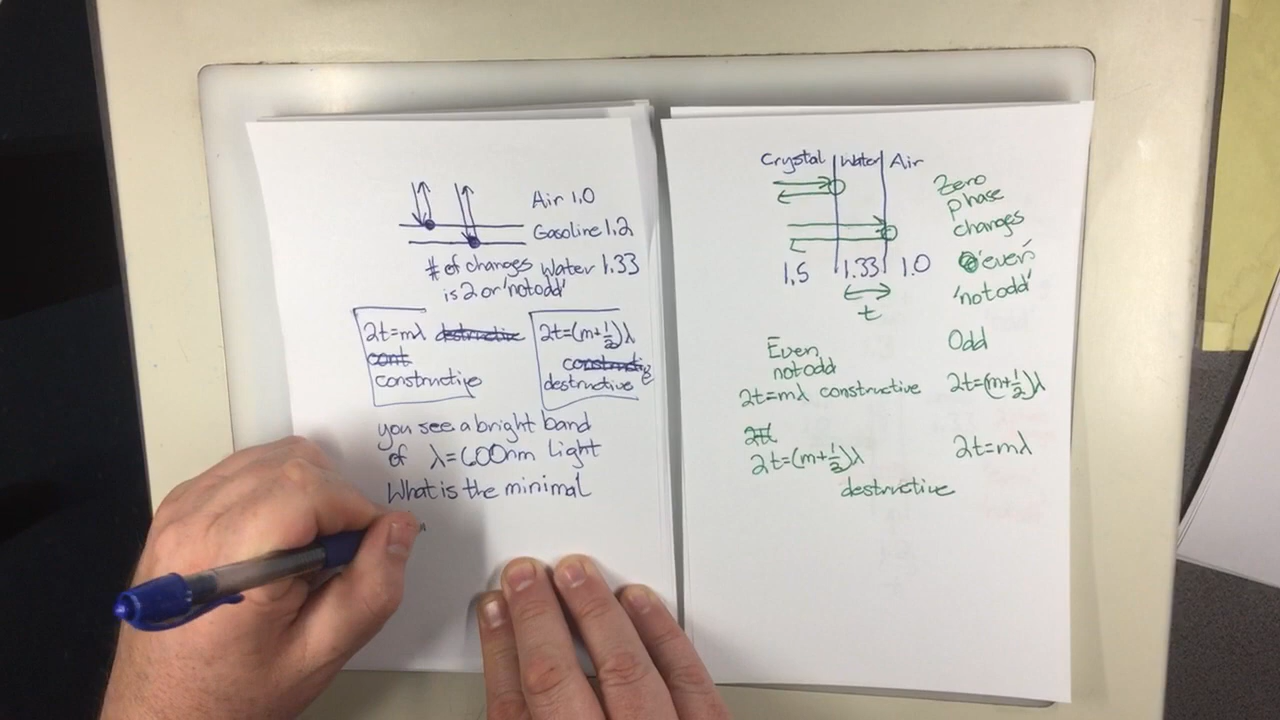 Air 1.0
Gasoline 1.2
# of changes Water 1.33
is 2 or 'not odd'
2t=mλ destructive
cont
constructive
2t=(m+1/2)λ
constructive
destructive
you see a bright band
of λ=600nm Light
What is the minimal
Crystal Water Air
1.5 1.33 1.0
t
Zero
phase
changes
'even'
'not odd'
Even
not odd
2t=mλ constructive
2t
2t=(m+1/2)λ
destructive
Odd
2t=(m+1/2)λ
2t=mλ